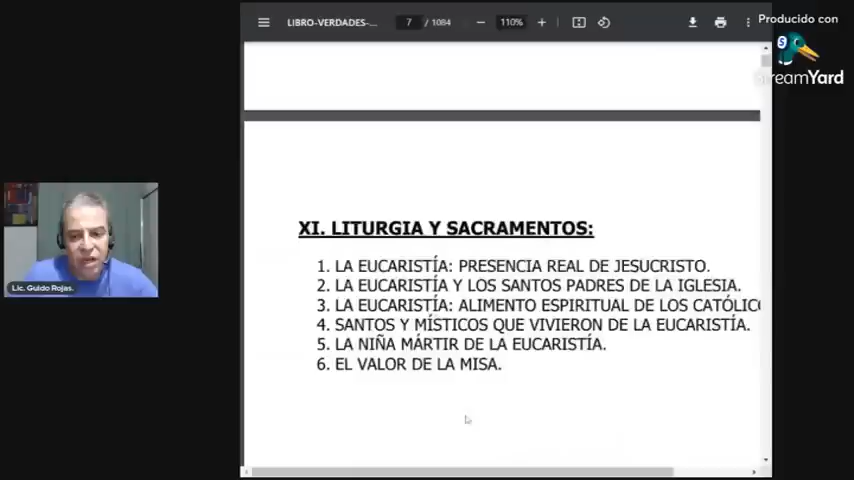 LIBRO-VERDADES-... 7 / 1084 110%
Producido con
StreamYard
XI. LITURGIA Y SACRAMENTOS:
1. LA EUCARISTÍA: PRESENCIA REAL DE JESUCRISTO.
2. LA EUCARISTÍA Y LOS SANTOS PADRES DE LA IGLESIA.
3. LA EUCARISTÍA: ALIMENTO ESPIRITUAL DE LOS CATÓLICO
4. SANTOS Y MÍSTICOS QUE VIVIERON DE LA EUCARISTÍA.
5. LA NIÑA MÁRTIR DE LA EUCARISTÍA.
6. EL VALOR DE LA MISA.
Lic. Guido Rojas.